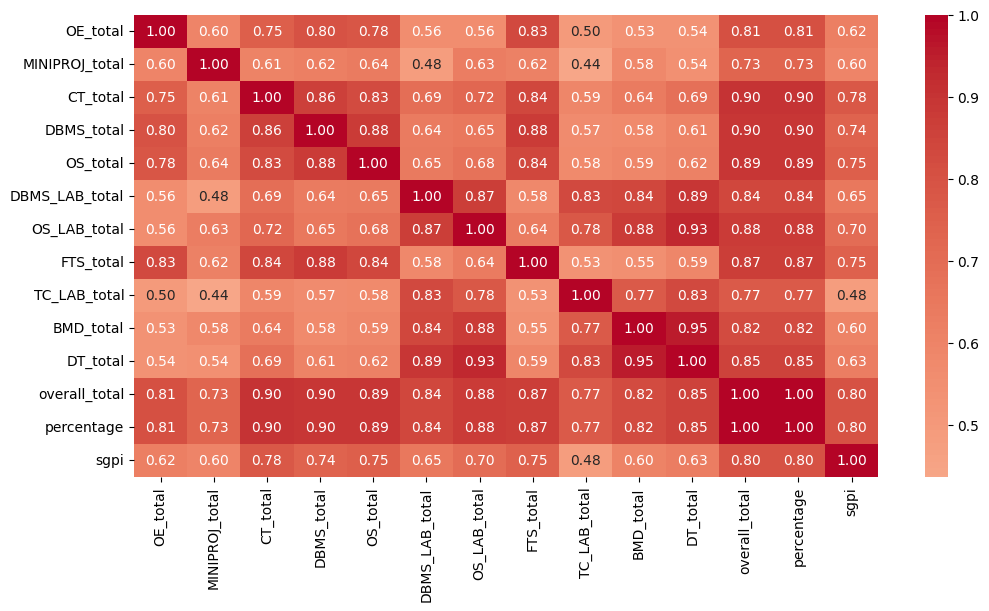 OE_total 1.00 0.60 0.75 0.80 0.78 0.56 0.56 0.83 0.50 0.53 0.54 0.81 0.81 0.62
MINIPROJ_total 0.60 1.00 0.61 0.62 0.64 0.48 0.63 0.62 0.44 0.58 0.54 0.73 0.73 0.60
CT_total 0.75 0.61 1.00 0.86 0.83 0.69 0.72 0.84 0.59 0.64 0.69 0.90 0.90 0.78
DBMS_total 0.80 0.62 0.86 1.00 0.88 0.64 0.65 0.88 0.57 0.58 0.61 0.90 0.90 0.74
OS_total 0.78 0.64 0.83 0.88 1.00 0.65 0.68 0.84 0.58 0.59 0.62 0.89 0.89 0.75
DBMS_LAB_total 0.56 0.48 0.69 0.64 0.65 1.00 0.87 0.58 0.83 0.84 0.89 0.84 0.84 0.65
OS_LAB_total 0.56 0.63 0.72 0.65 0.68 0.87 1.00 0.64 0.78 0.88 0.93 0.88 0.88 0.70
FTS_total 0.83 0.62 0.84 0.88 0.84 0.58 0.64 1.00 0.53 0.55 0.59 0.87 0.87 0.75
TC_LAB_total 0.50 0.44 0.59 0.57 0.58 0.83 0.78 0.53 1.00 0.77 0.83 0.77 0.77 0.48
BMD_total 0.53 0.58 0.64 0.58 0.59 0.84 0.88 0.55 0.77 1.00 0.95 0.82 0.82 0.60
DT_total 0.54 0.54 0.69 0.61 0.62 0.89 0.93 0.59 0.83 0.95 1.00 0.85 0.85 0.63
overall_total 0.81 0.73 0.90 0.90 0.89 0.84 0.88 0.87 0.77 0.82 0.85 1.00 1.00 0.80
percentage 0.81 0.73 0.90 0.90 0.89 0.84 0.88 0.87 0.77 0.82 0.85 1.00 1.00 0.80
sgpi 0.62 0.60 0.78 0.74 0.75 0.65 0.70 0.75 0.48 0.60 0.63 0.80 0.80 1.00
OE_total
MINIPROJ_total
CT_total
DBMS_total
OS_total
DBMS_LAB_total
OS_LAB_total
FTS_total
TC_LAB_total
BMD_total
DT_total
overall_total
percentage
sgpi
1.0
0.9
0.8
0.7
0.6
0.5